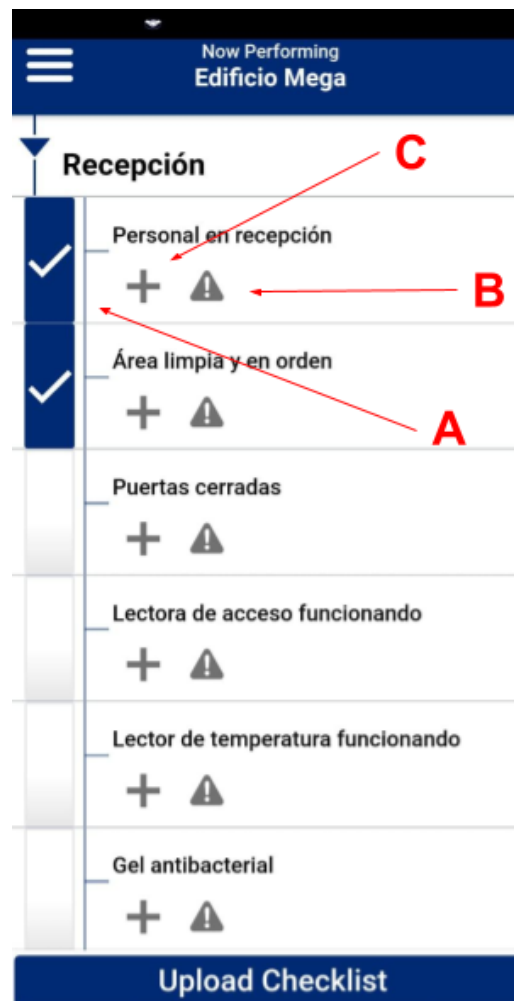 Now Performing
Edificio Mega
Recepción
C
Personal en recepción
B
Área limpia y en orden
A
Puertas cerradas
Lectora de acceso funcionando
Lector de temperatura funcionando
Gel antibacterial
Upload Checklist